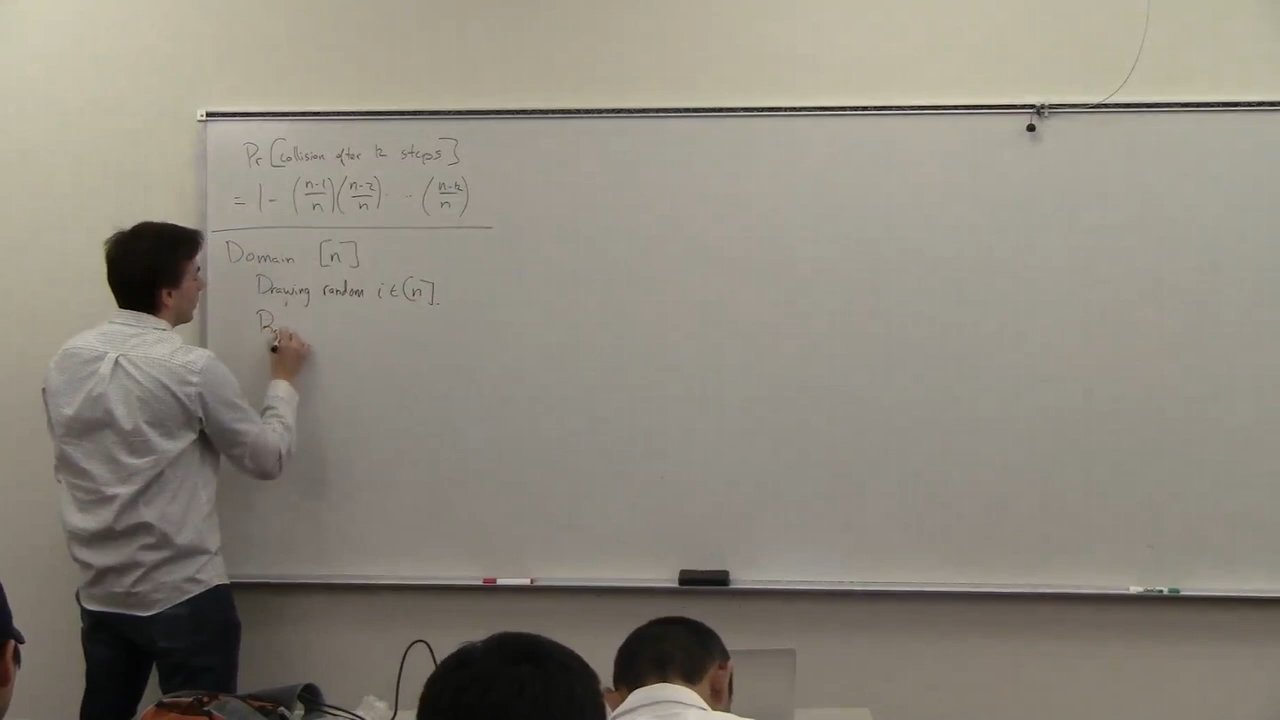 Pr[collision after k steps]
= 1 - ((n-1)/n)((n-2)/n) · · · ((n-k)/n)
Domain [n]
Drawing random i ∈ [n].